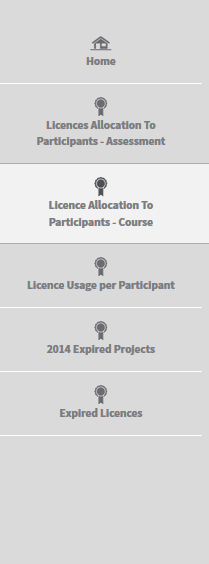 Home
Licences Allocation To
Participants - Assessment
Licence Allocation To
Participants - Course
Licence Usage per Participant
2014 Expired Projects
Expired Licences